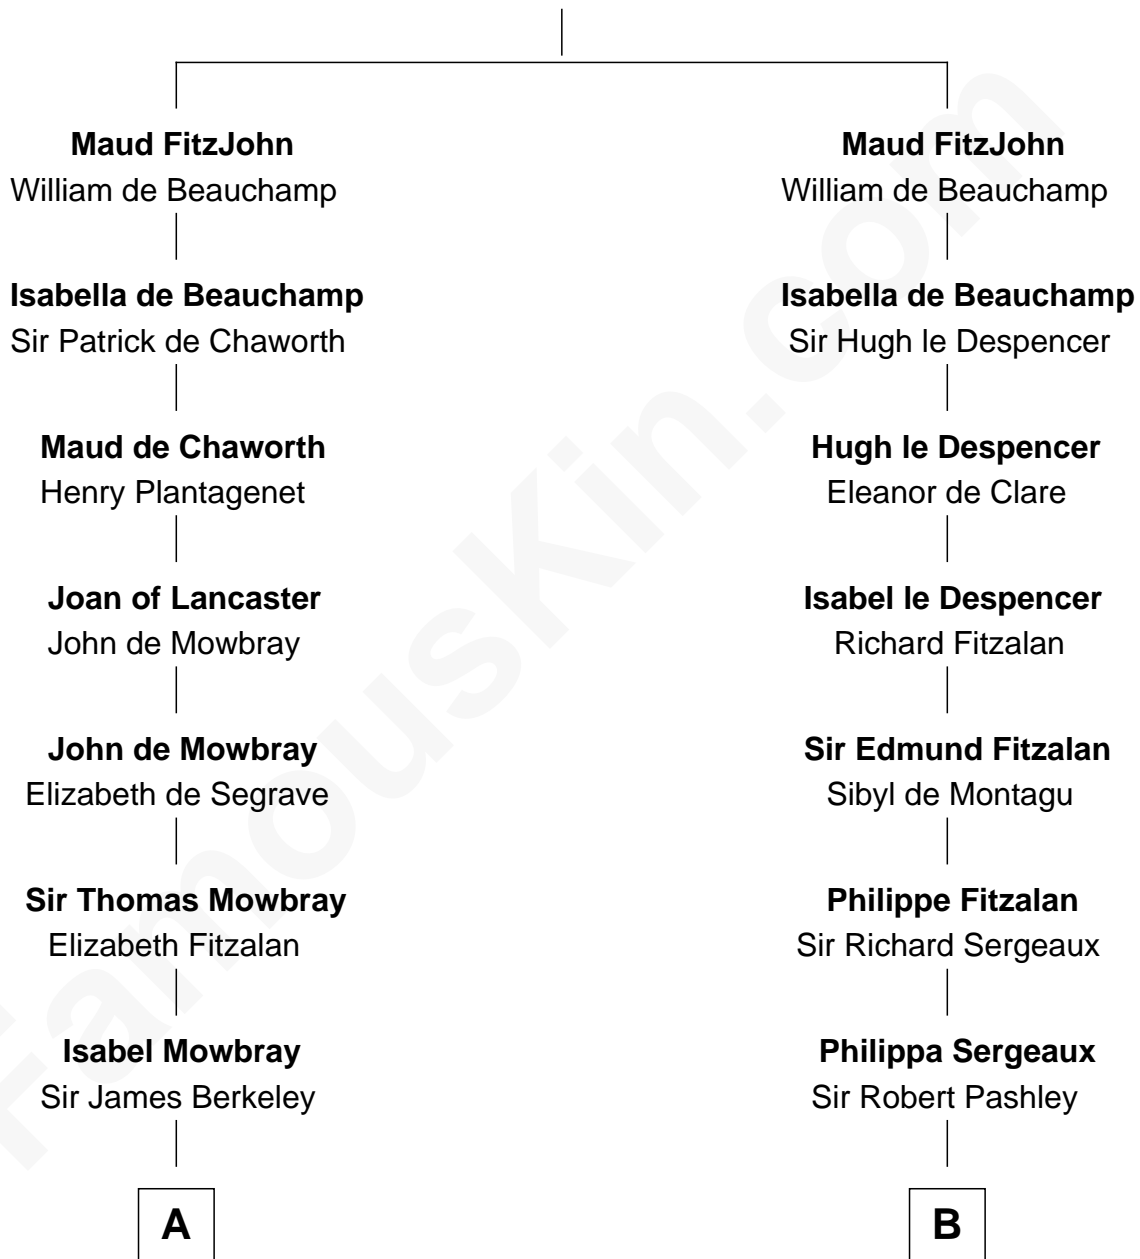 Maud FitzJohn
William de Beauchamp
Isabella de Beauchamp
Sir Patrick de Chaworth
Maud de Chaworth
Henry Plantagenet
Joan of Lancaster
John de Mowbray
John de Mowbray
Elizabeth de Segrave
Sir Thomas Mowbray
Elizabeth Fitzalan
Isabel Mowbray
Sir James Berkeley
A
Maud FitzJohn
William de Beauchamp
Isabella de Beauchamp
Sir Hugh le Despencer
Hugh le Despencer
Eleanor de Clare
Isabel le Despencer
Richard Fitzalan
Sir Edmund Fitzalan
Sibyl de Montagu
Philippe Fitzalan
Sir Richard Sergeaux
Philippa Sergeaux
Sir Robert Pashley
B
FamousKin.com